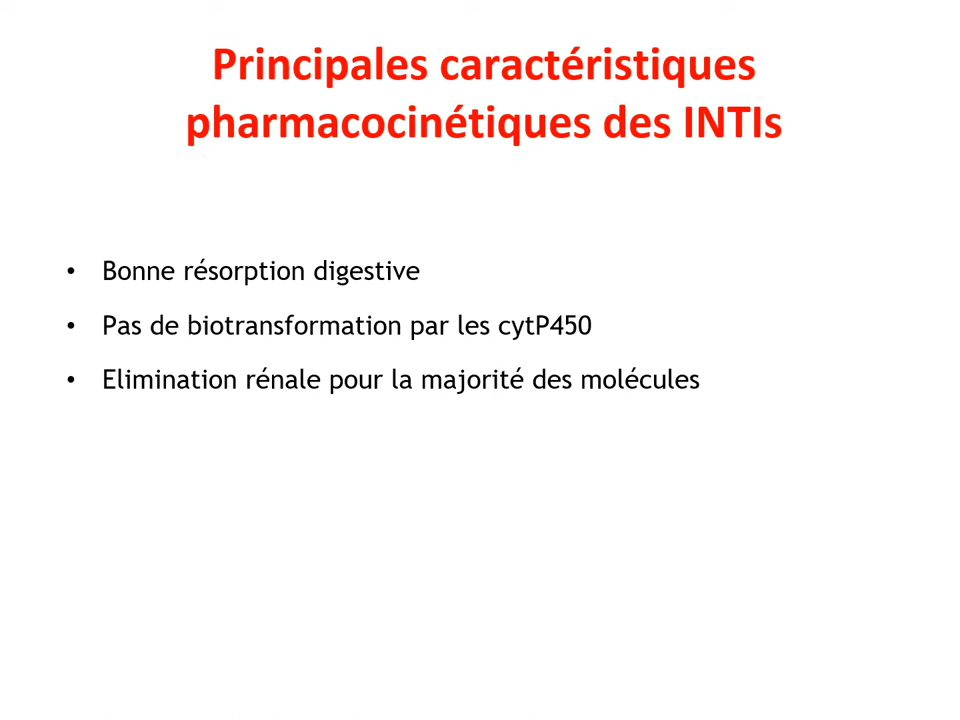 Principales caractéristiques
pharmacocinétiques des INTIs
• Bonne résorption digestive
• Pas de biotransformation par les cytP450
• Elimination rénale pour la majorité des molécules